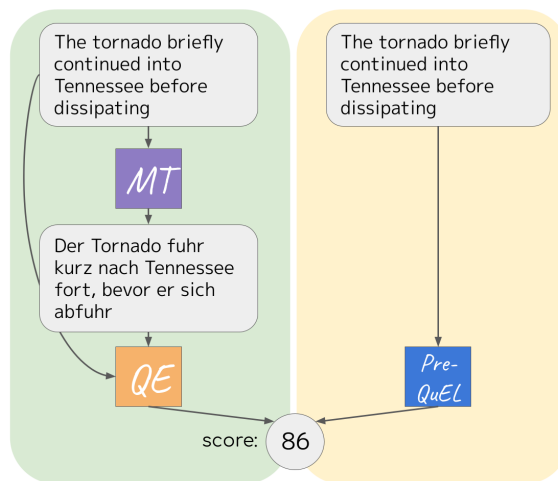 The tornado briefly
continued into
Tennessee before
dissipating
MT
Der Tornado fuhr
kurz nach Tennessee
fort, bevor er sich
abfuhr
QE
The tornado briefly
continued into
Tennessee before
dissipating
Pre-
QuEL
score: 86